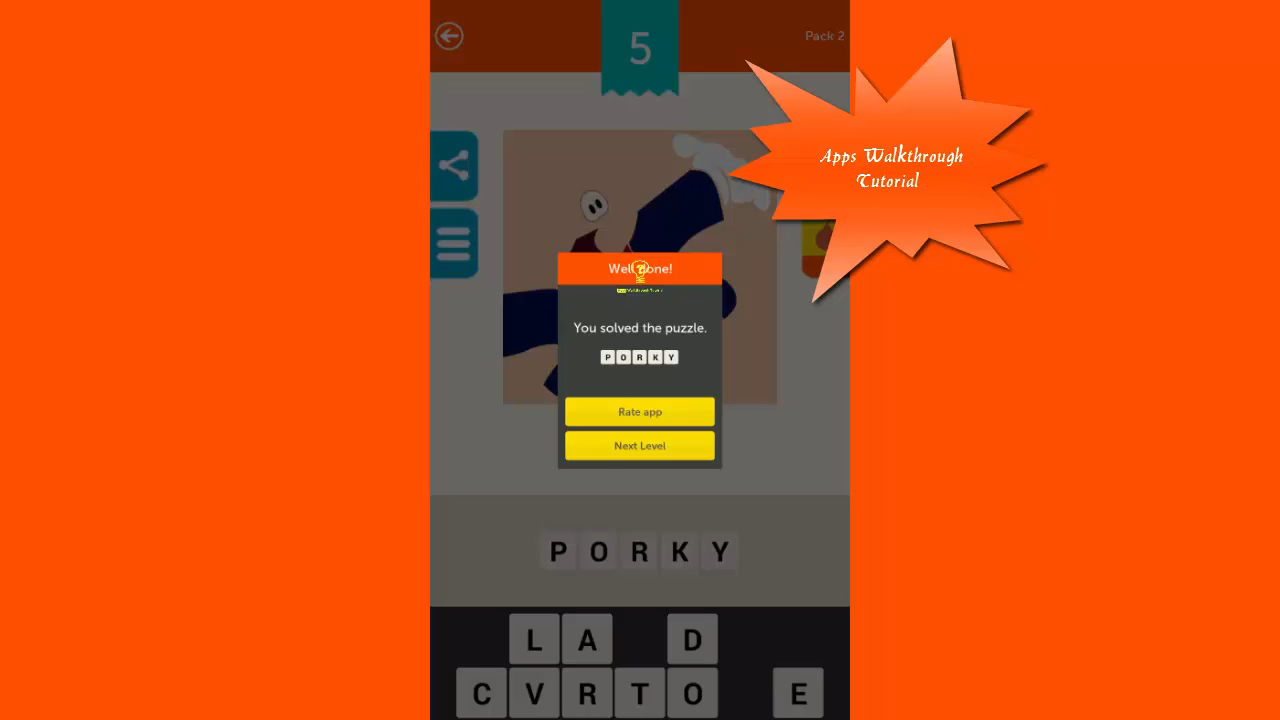 5
Pack 2
Apps Walkthrough
Tutorial
Well done!
You solved the puzzle.
P O R K Y
Rate app
Next Level
P O R K Y
L A D
C V R T O E